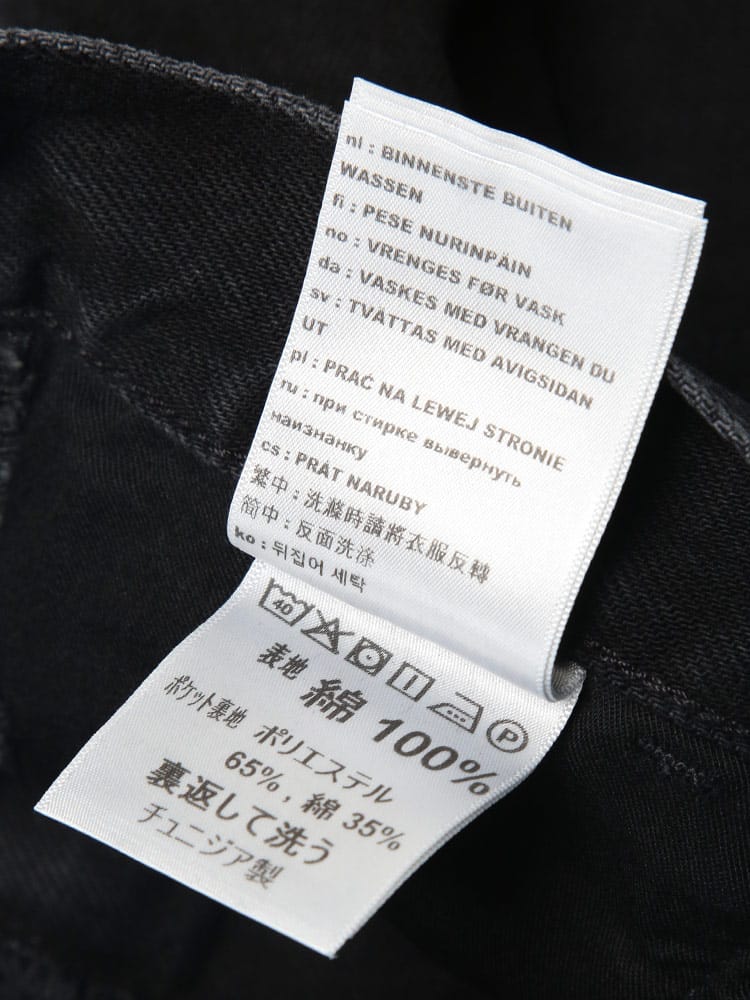 nl : BINNENSTE BUITEN
WASSEN
fi : PESE NURINPÄIN
no : VRENGES FØR VASK
da : VASKES MED VRANGEN DU
sv : TVÄTTAS MED AVIGSIDAN
UT
pl : PRAĆ NA LEWEJ STRONIE
ru : при стирке вывернуть
наизнанку
cs : PRÁT NARUBY
繁中 : 洗滌時請將衣服反轉
简中 : 反面洗涤
ko : 뒤집어 세탁
40 P
表地 綿 100%
ポケット裏地 ポリエステル
65%, 綿 35%
裏返して洗う
チュニジア製